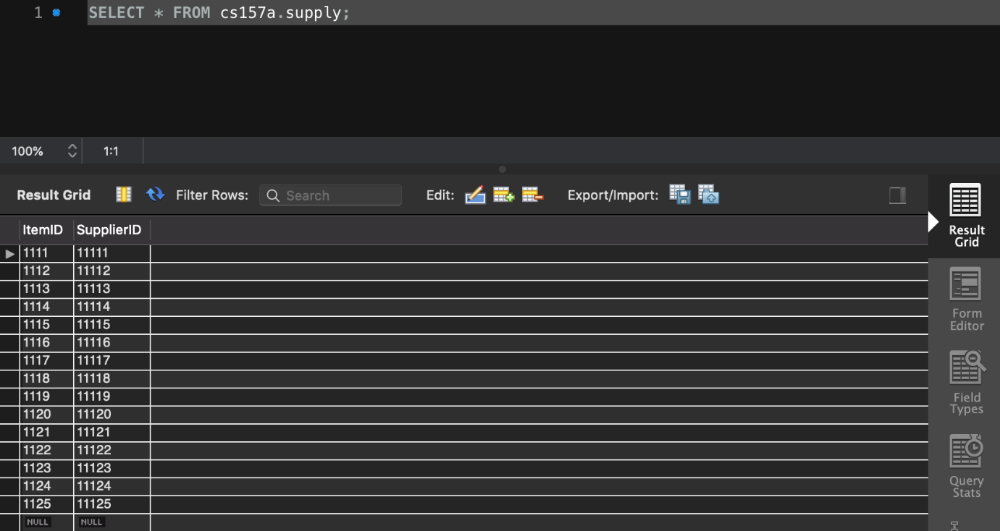 1 SELECT * FROM cs157a.supply;
100% 1:1
Result Grid Filter Rows: Search Edit: Export/Import:
ItemID SupplierID
1111 11111
1112 11112
1113 11113
1114 11114
1115 11115
1116 11116
1117 11117
1118 11118
1119 11119
1120 11120
1121 11121
1122 11122
1123 11123
1124 11124
1125 11125
NULL NULL
Result
Grid
Form
Editor
Field
Types
Query
Stats